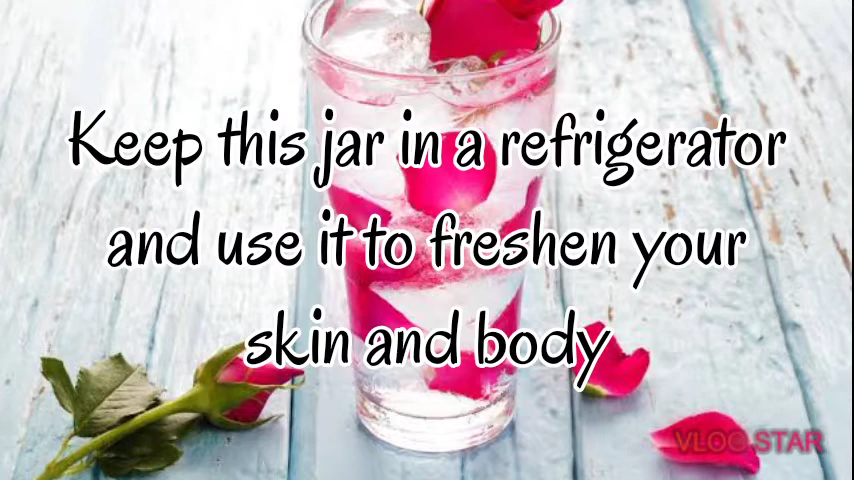 Keep this jar in a refrigerator
and use it to freshen your
skin and body
VLOG STAR